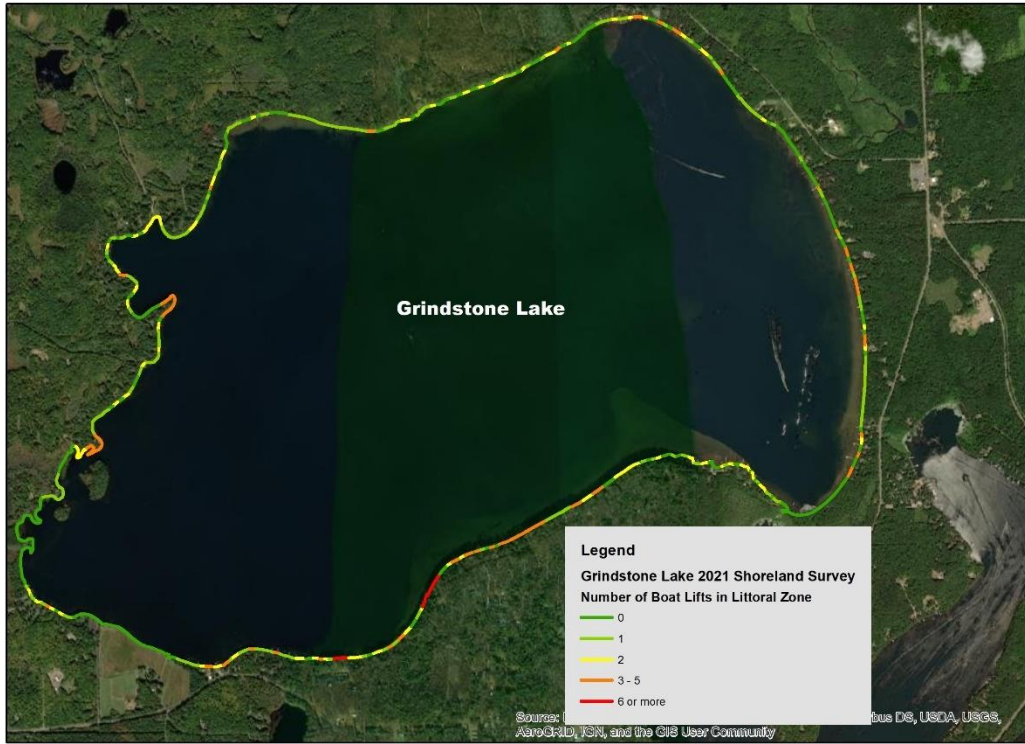 Grindstone Lake
Legend
Grindstone Lake 2021 Shoreland Survey
Number of Boat Lifts in Littoral Zone
0
1
2
3 - 5
6 or more
Source: bus DS, USDA, USGS,
AeroGRID, IGN, and the GIS User Community